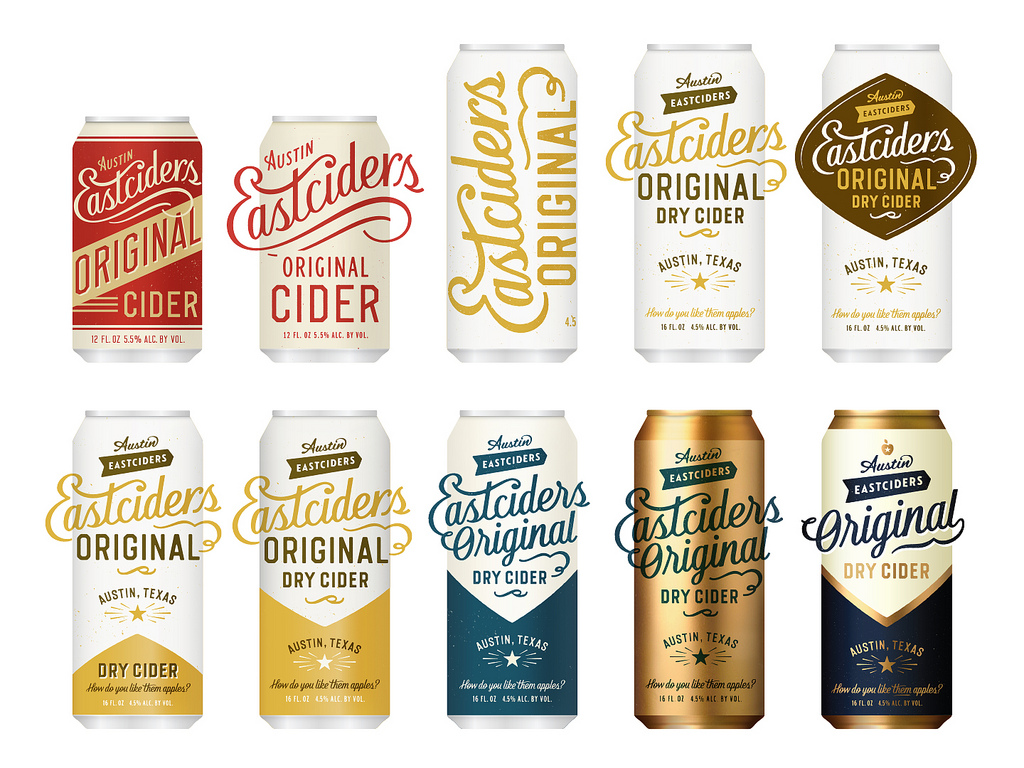 Austin
Eastciders
ORIGINAL
CIDER
12 FL. OZ 5.5% ALC. BY VOL.
Austin
Eastciders
ORIGINAL
CIDER
12 FL. OZ 5.5% ALC. BY VOL.
Eastciders
ORIGINAL
4.5
Austin
EASTCIDERS
Eastciders
ORIGINAL
DRY CIDER
AUSTIN, TEXAS
How do you like them apples?
16 FL. OZ 4.5% ALC. BY VOL.
Austin
EASTCIDERS
Eastciders
ORIGINAL
DRY CIDER
AUSTIN, TEXAS
How do you like them apples?
16 FL. OZ 4.5% ALC. BY VOL.
Austin
EASTCIDERS
Eastciders
ORIGINAL
AUSTIN, TEXAS
DRY CIDER
How do you like them apples?
16 FL. OZ 4.5% ALC. BY VOL.
Austin
EASTCIDERS
Eastciders
ORIGINAL
DRY CIDER
AUSTIN, TEXAS
How do you like them apples?
16 FL. OZ 4.5% ALC. BY VOL.
Austin
EASTCIDERS
Eastciders
Original
DRY CIDER
AUSTIN, TEXAS
How do you like them apples?
16 FL. OZ 4.5% ALC. BY VOL.
Austin
EASTCIDERS
Eastciders
Original
DRY CIDER
AUSTIN, TEXAS
How do you like them apples?
16 FL. OZ 4.5% ALC. BY VOL.
Austin
EASTCIDERS
Original
DRY CIDER
AUSTIN, TEXAS
How do you like them apples?
16 FL. OZ 4.5% ALC. BY VOL.